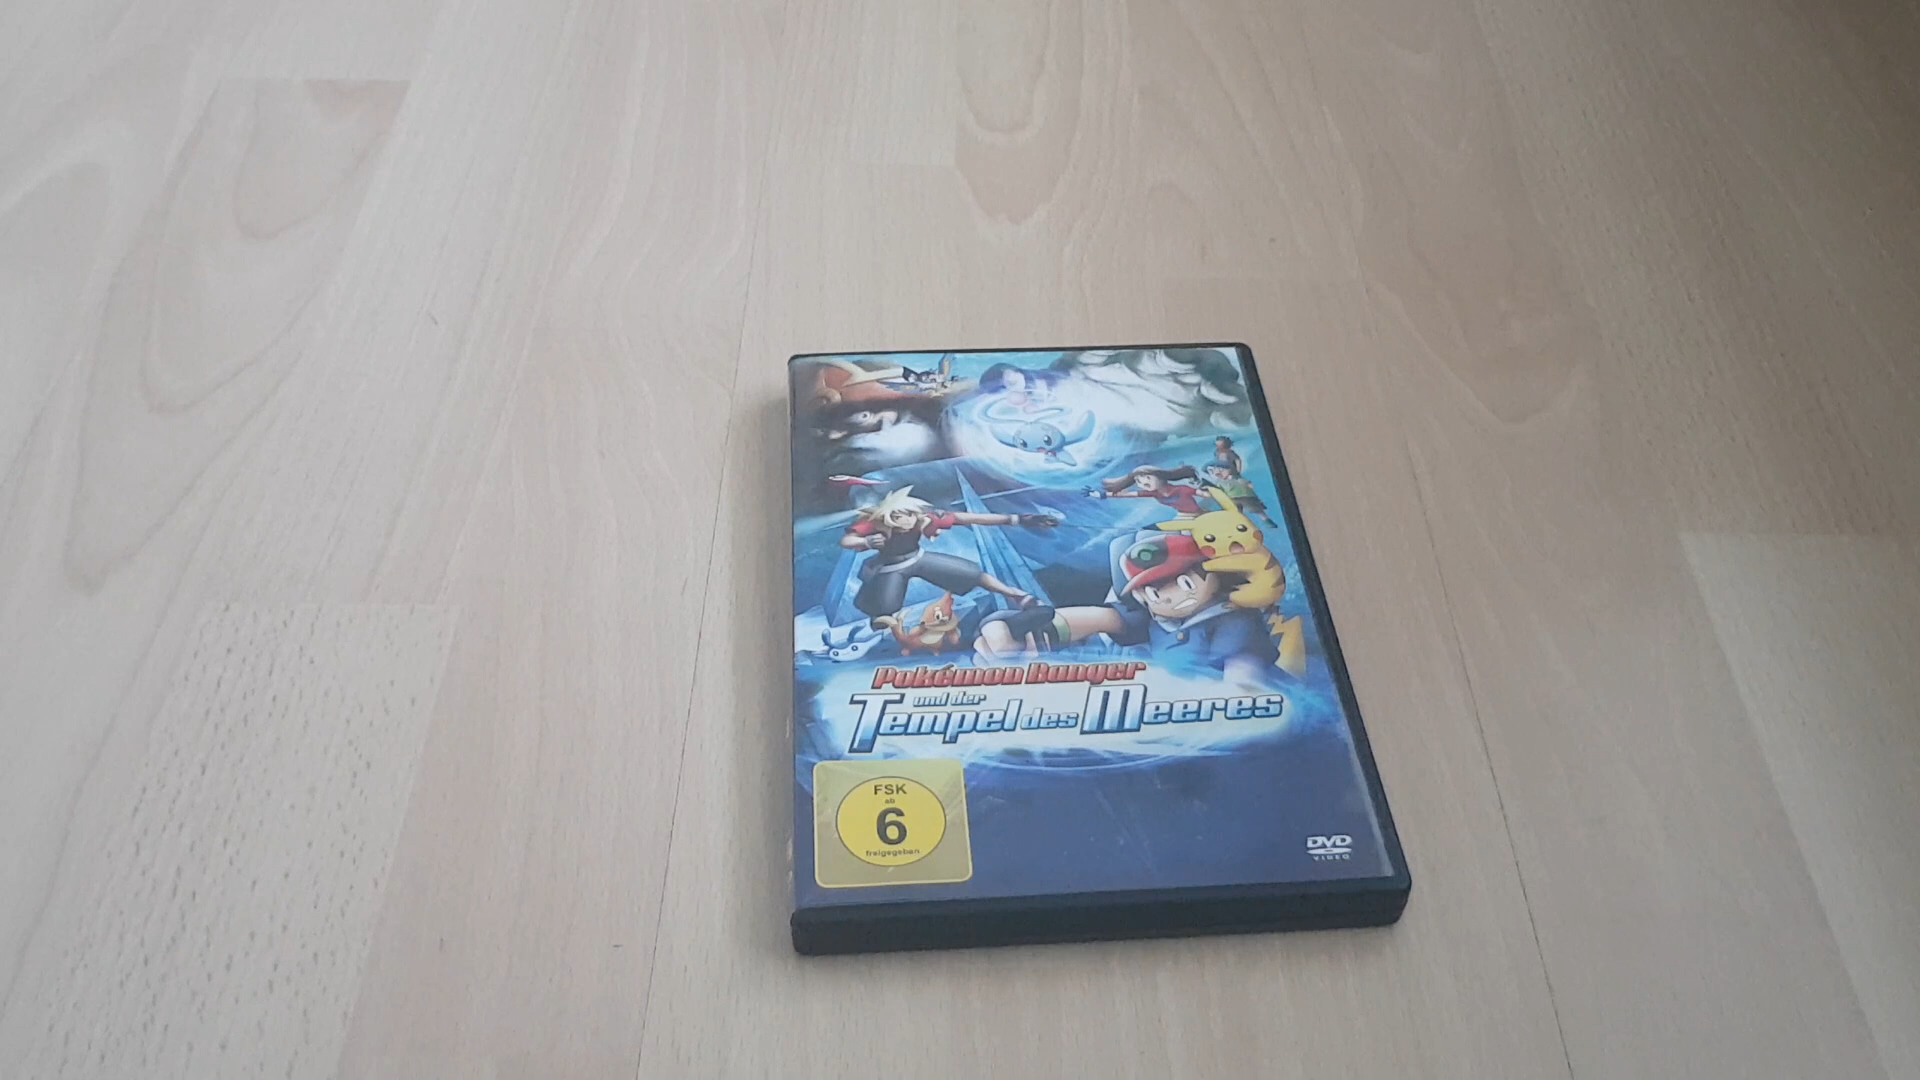 Pokémon Ranger
und der
Tempel des Meeres
FSK
ab
6
freigegeben
DVD
VIDEO